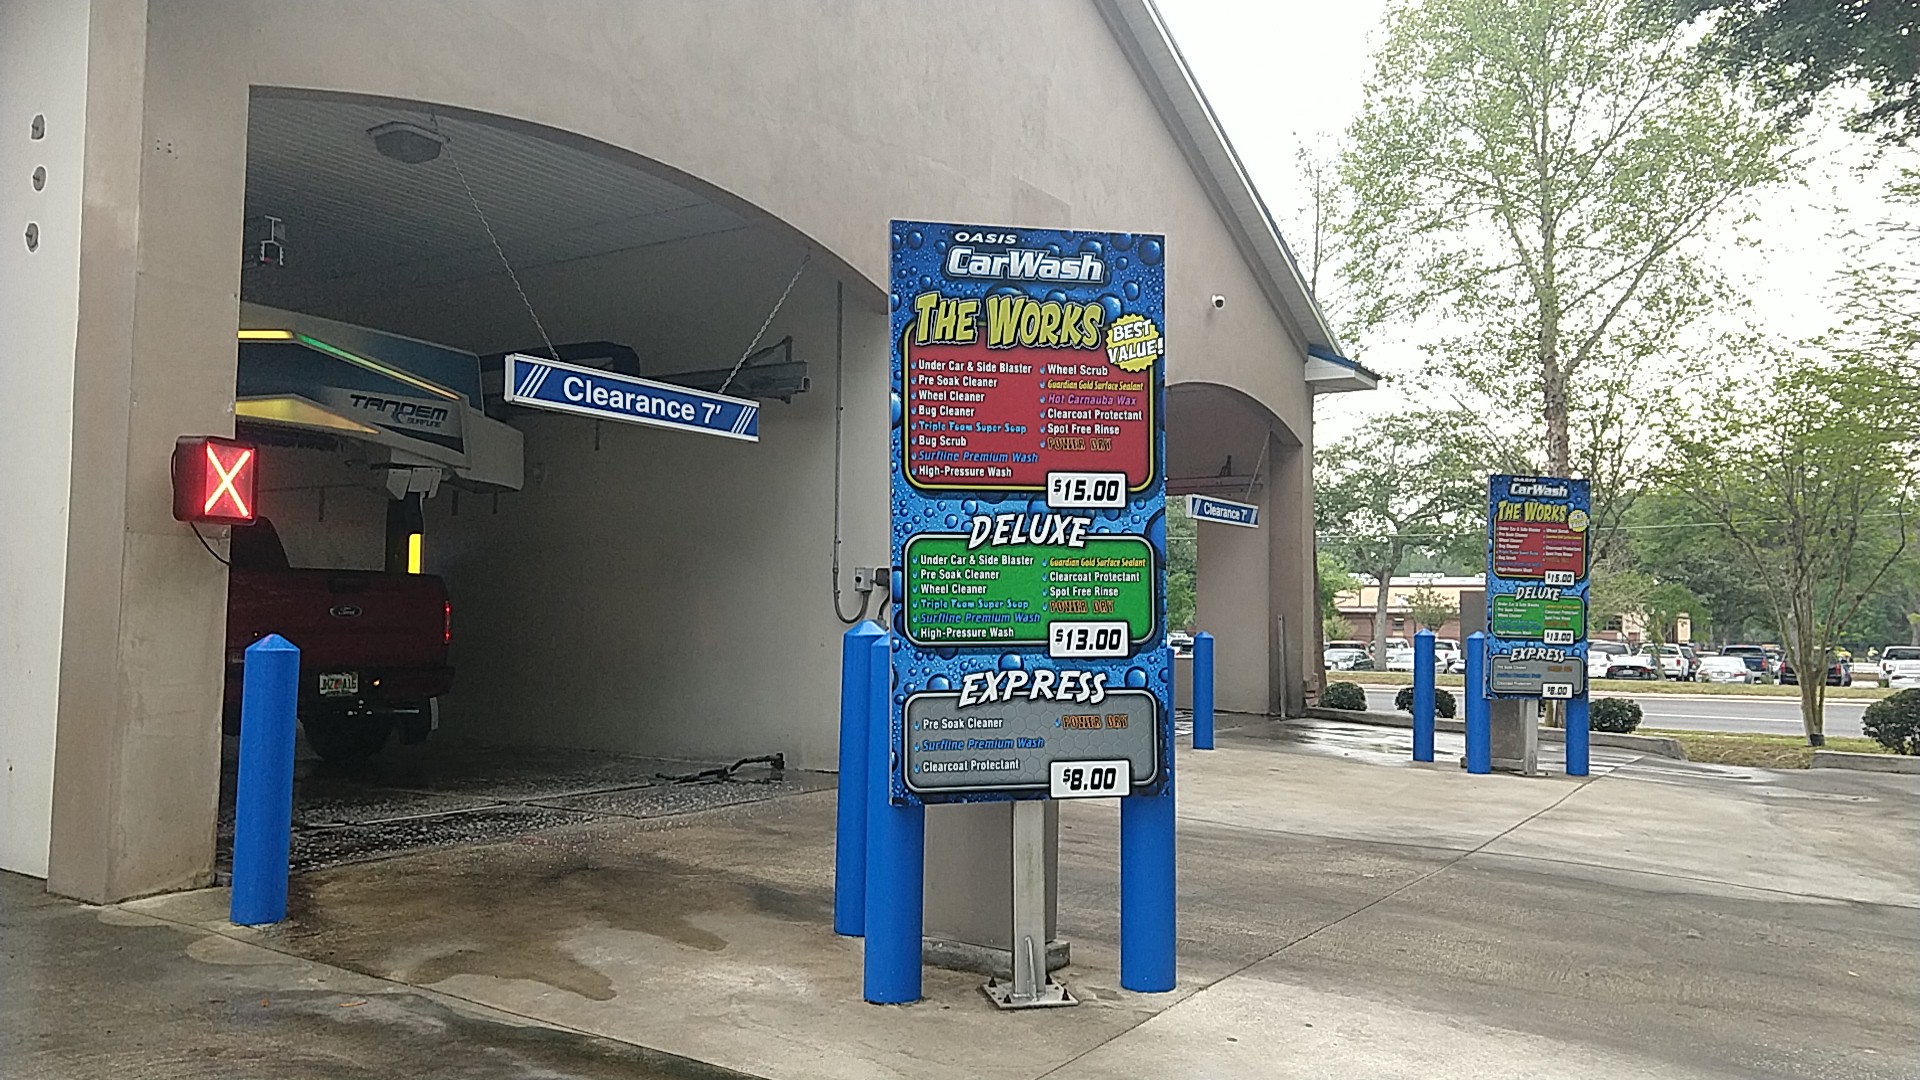 OASIS
CarWash
THE WORKS
BEST
VALUE!
Under Car & Side Blaster
Pre Soak Cleaner
Wheel Cleaner
Bug Cleaner
Triple Foam Super Soap
Bug Scrub
Surfline Premium Wash
High-Pressure Wash
Wheel Scrub
Guardian Gold Surface Sealant
Hot Carnauba Wax
Clearcoat Protectant
Spot Free Rinse
POWER DRY
$15.00
DELUXE
Under Car & Side Blaster
Pre Soak Cleaner
Wheel Cleaner
Triple Foam Super Soap
Surfline Premium Wash
High-Pressure Wash
Guardian Gold Surface Sealant
Clearcoat Protectant
Spot Free Rinse
POWER DRY
$13.00
EXPRESS
Pre Soak Cleaner
Surfline Premium Wash
Clearcoat Protectant
POWER DRY
$8.00
Clearance 7'
TANDEM
SURFLINE
X
Ford
Clearance 7'
OASIS
CarWash
THE WORKS
$15.00
DELUXE
$13.00
EXPRESS
$8.00